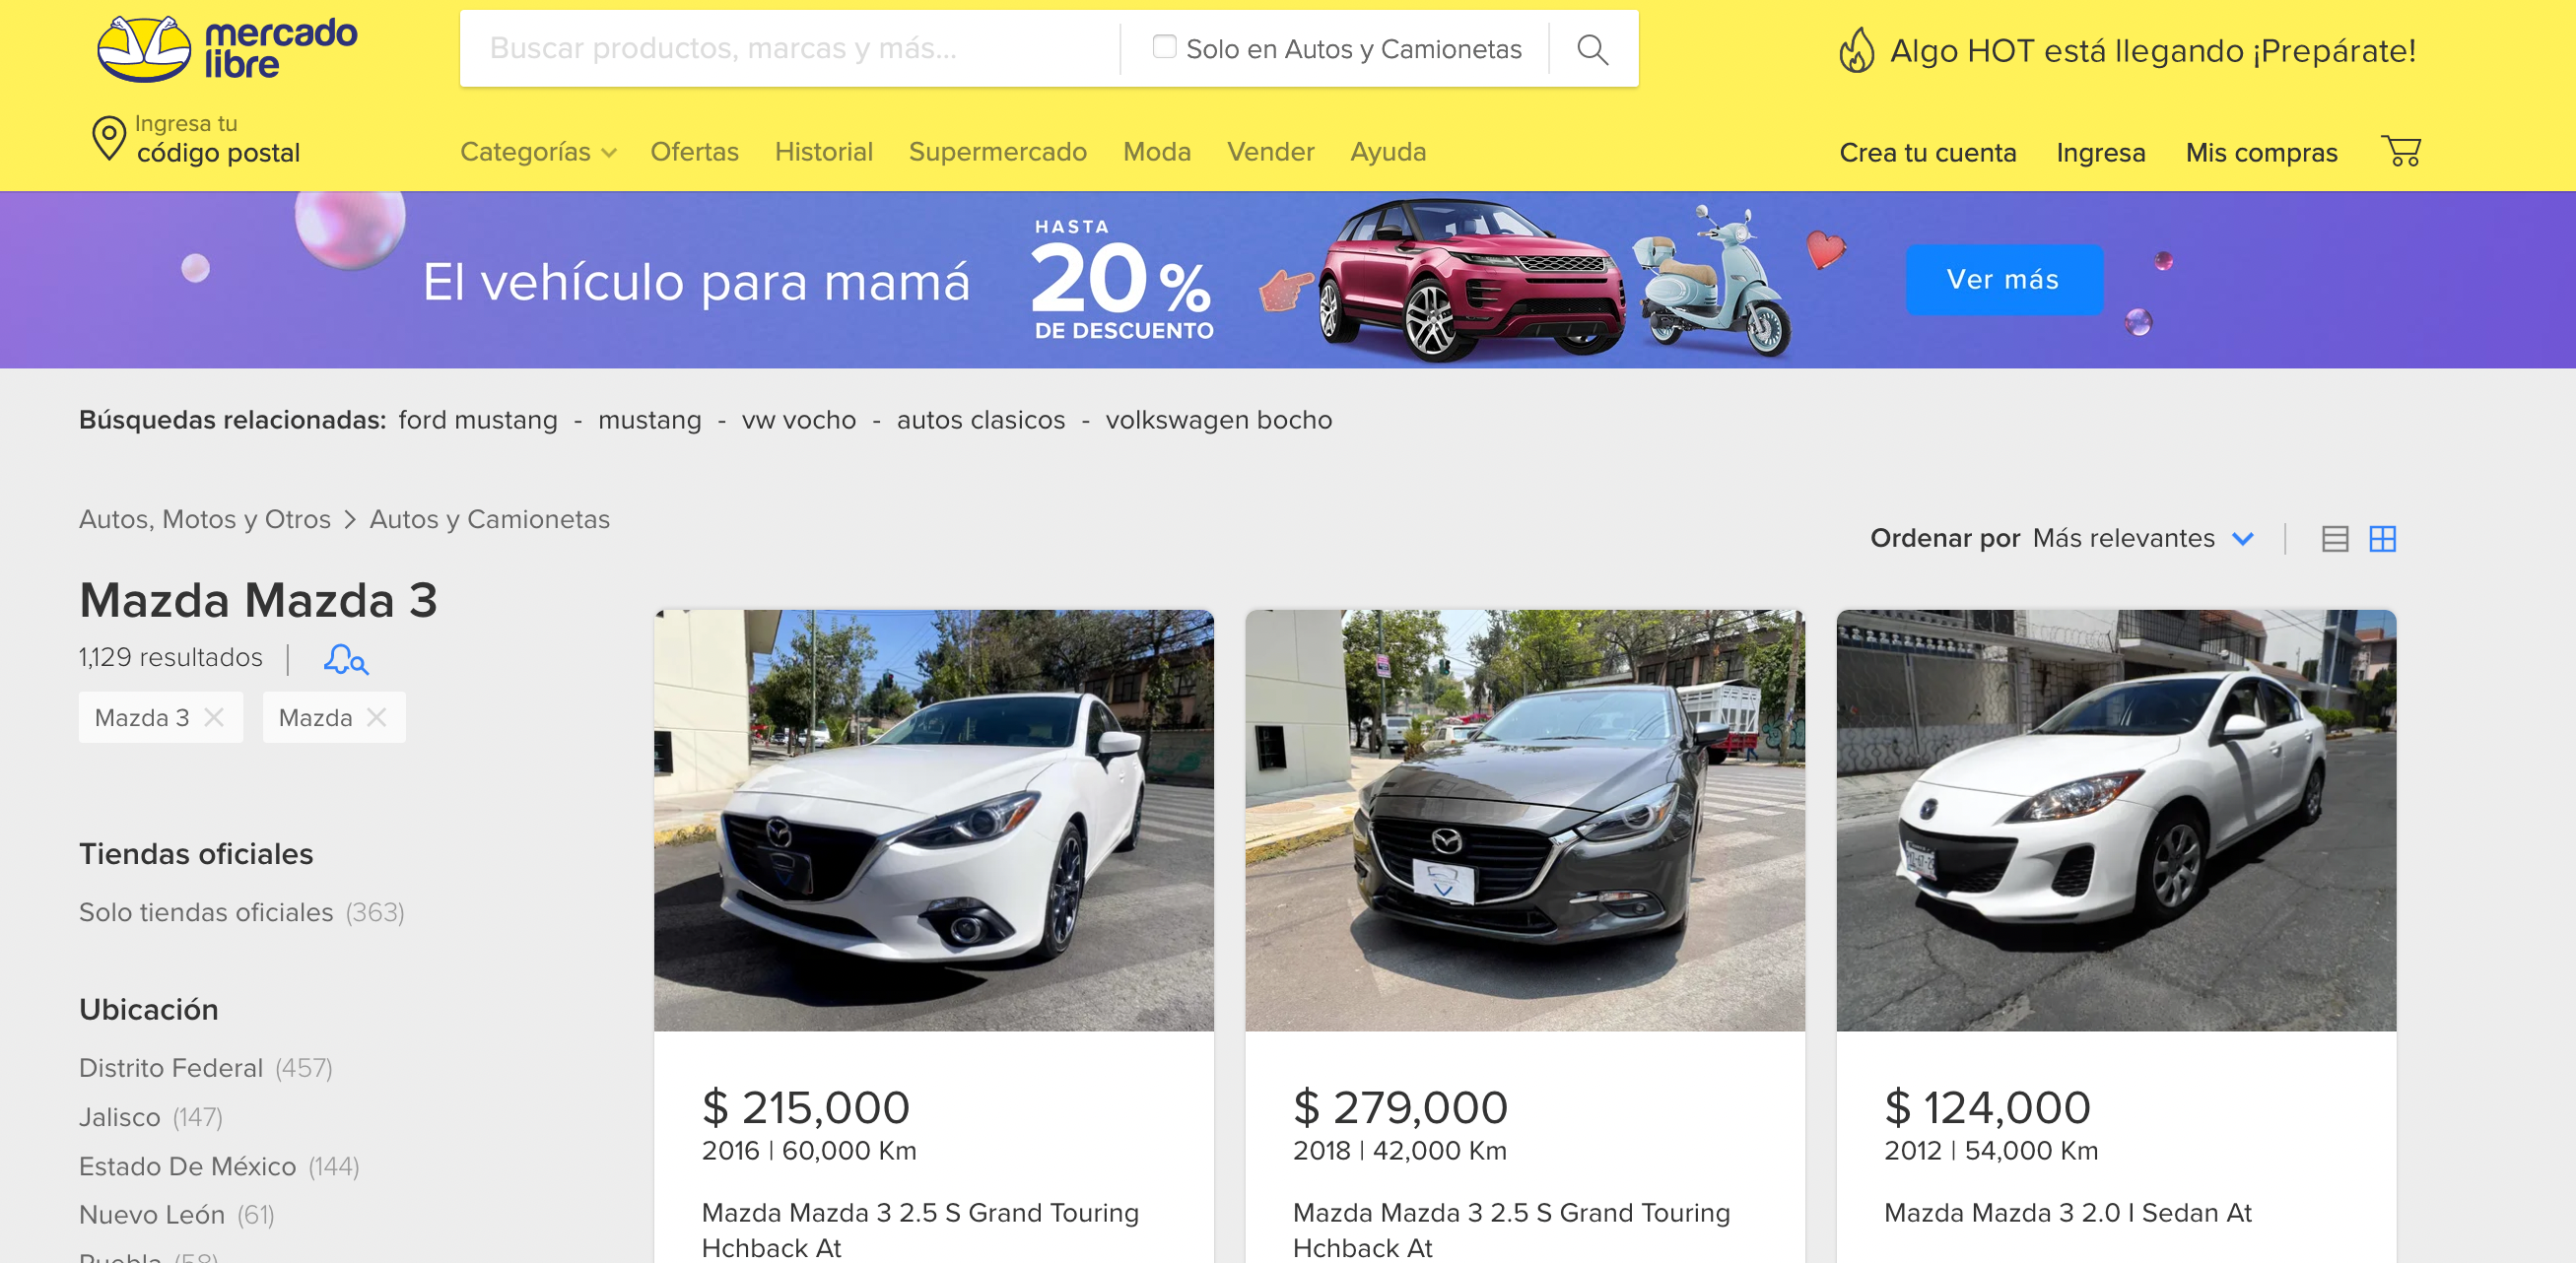 mercado
libre
Buscar productos, marcas y más...
Solo en Autos y Camionetas
Algo HOT está llegando ¡Prepárate!
Ingresa tu
código postal
Categorías
Ofertas
Historial
Supermercado
Moda
Vender
Ayuda
Crea tu cuenta
Ingresa
Mis compras
El vehículo para mamá
HASTA
20 %
DE DESCUENTO
Ver más
Búsquedas relacionadas: ford mustang - mustang - vw vocho - autos clasicos - volkswagen bocho
Autos, Motos y Otros > Autos y Camionetas
Ordenar por Más relevantes
Mazda Mazda 3
1,129 resultados
Mazda 3
Mazda
Tiendas oficiales
Solo tiendas oficiales (363)
Ubicación
Distrito Federal (457)
Jalisco (147)
Estado De México (144)
Nuevo León (61)
Puebla (58)
$ 215,000
2016 | 60,000 Km
Mazda Mazda 3 2.5 S Grand Touring
Hchback At
$ 279,000
2018 | 42,000 Km
Mazda Mazda 3 2.5 S Grand Touring
Hchback At
$ 124,000
2012 | 54,000 Km
Mazda Mazda 3 2.0 I Sedan At